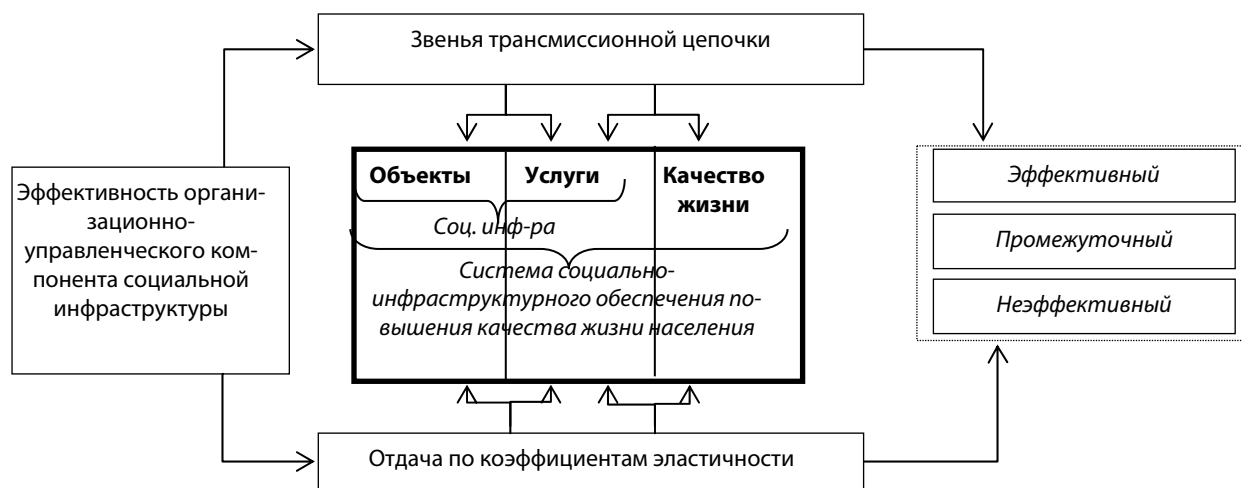 Звенья трансмиссионной цепочки
Эффективность органи-
зационно-
управленческого ком-
понента социальной
инфраструктуры
Объекты
Услуги
Качество
жизни
Соц. инф-ра
Система социально-
инфраструктурного обеспечения по-
вышения качества жизни населения
Эффективный
Промежуточный
Неэффективный
Отдача по коэффициентам эластичности